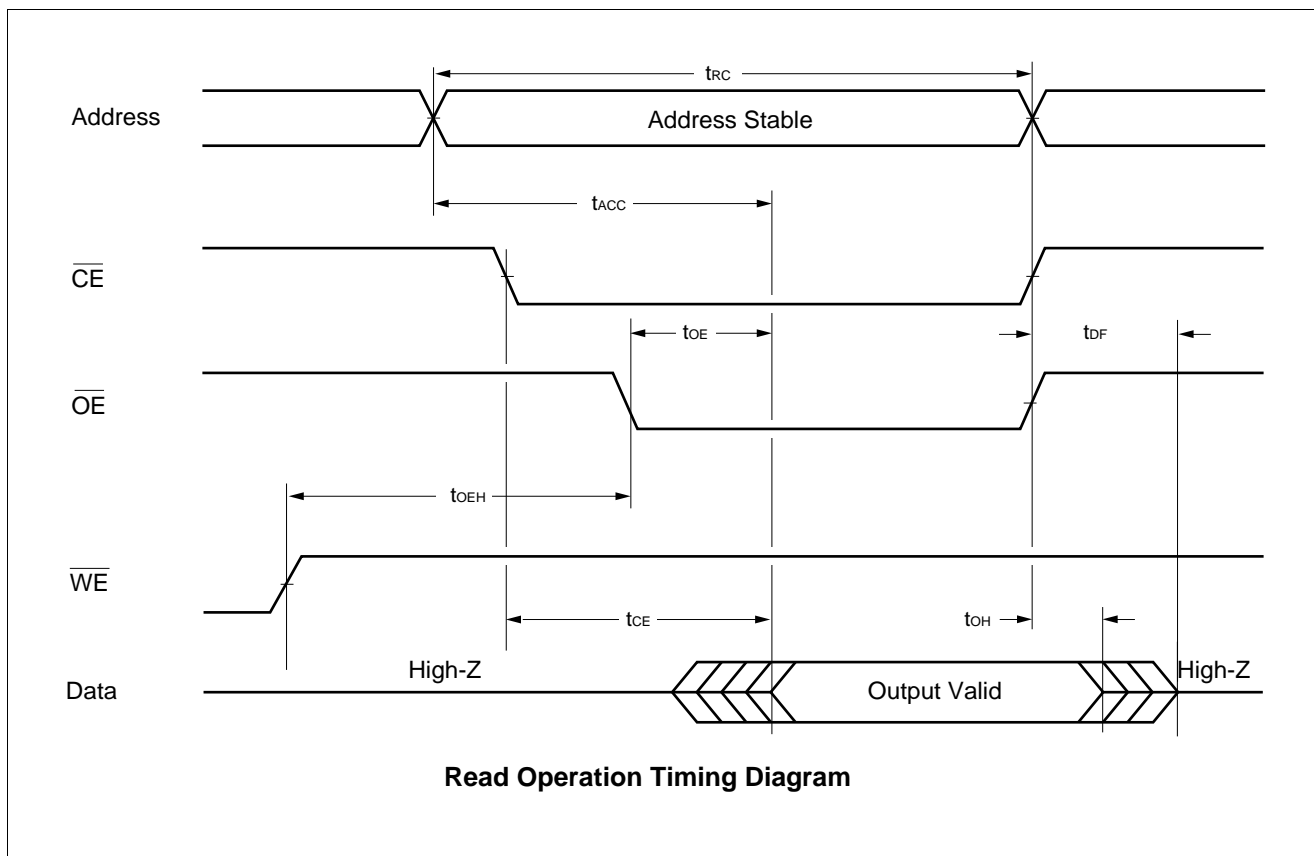 tRC
Address
Address Stable
tACC
CE
tOE
tDF
OE
tOEH
WE
tCE
tOH
High-Z
High-Z
Data
Output Valid
Read Operation Timing Diagram